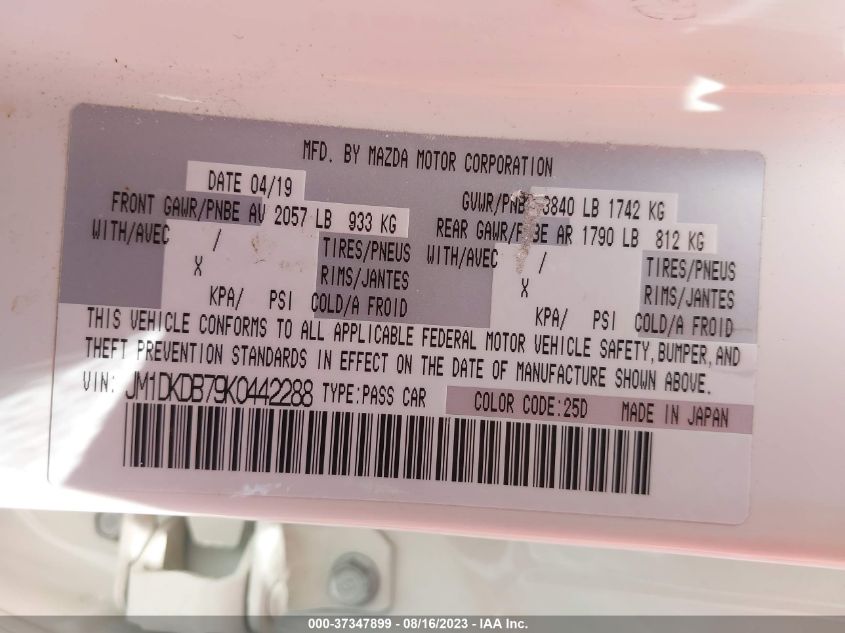 MFD. BY MAZDA MOTOR CORPORATION
DATE 04/19
GVWR/PNB 3840 LB 1742 KG
FRONT GAWR/PNBE AV 2057 LB 933 KG
REAR GAWR/PNBE AR 1790 LB 812 KG
WITH/AVEC / TIRES/PNEUS
X RIMS/JANTES
KPA/ PSI COLD/A FROID
WITH/AVEC / TIRES/PNEUS
X RIMS/JANTES
KPA/ PSI COLD/A FROID
THIS VEHICLE CONFORMS TO ALL APPLICABLE FEDERAL MOTOR VEHICLE SAFETY, BUMPER, AND
THEFT PREVENTION STANDARDS IN EFFECT ON THE DATE OF MANUFACTURE SHOWN ABOVE.
VIN: JM1DKDB79K0442288 TYPE:PASS CAR COLOR CODE:25D MADE IN JAPAN
000-37347899 - 08/16/2023 - IAA Inc.